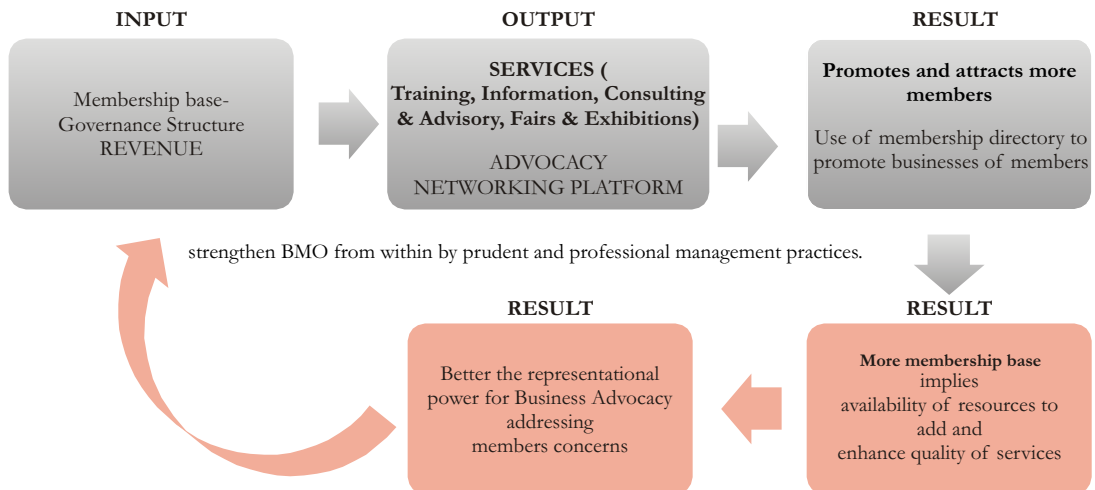 INPUT
Membership base-
Governance Structure
REVENUE
OUTPUT
SERVICES (
Training, Information, Consulting
& Advisory, Fairs & Exhibitions)
ADVOCACY
NETWORKING PLATFORM
RESULT
Promotes and attracts more
members
Use of membership directory to
promote businesses of members
strengthen BMO from within by prudent and professional management practices.
RESULT
More membership base
implies
availability of resources to
add and
enhance quality of services
RESULT
Better the representational
power for Business Advocacy
addressing
members concerns